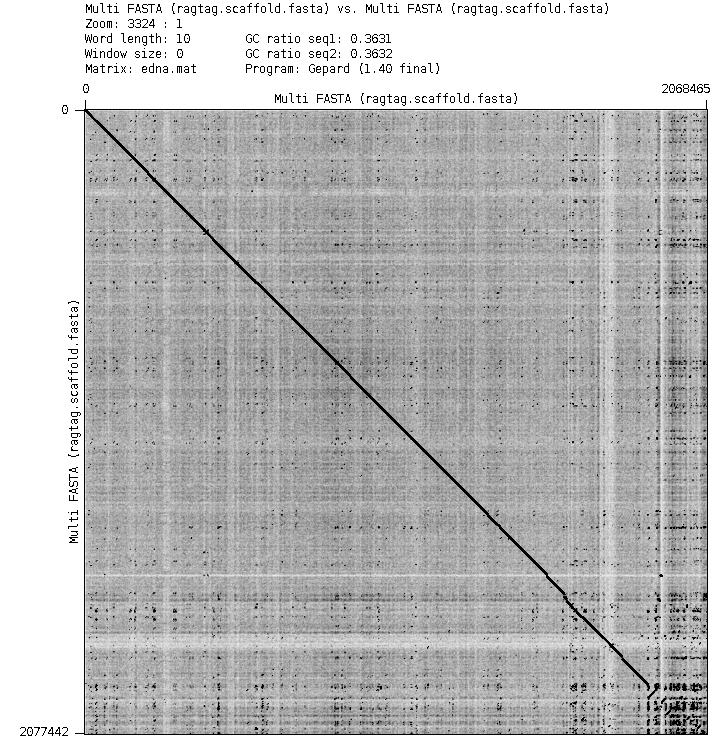 Multi FASTA (ragtag.scaffold.fasta) vs. Multi FASTA (ragtag.scaffold.fasta)
Zoom: 3324 : 1
Word length: 10 GC ratio seq1: 0.3631
Window size: 0 GC ratio seq2: 0.3632
Matrix: edna.mat Program: Gepard (1.40 final)
0 2068465
Multi FASTA (ragtag.scaffold.fasta)
0
Multi FASTA (ragtag.scaffold.fasta)
2077442